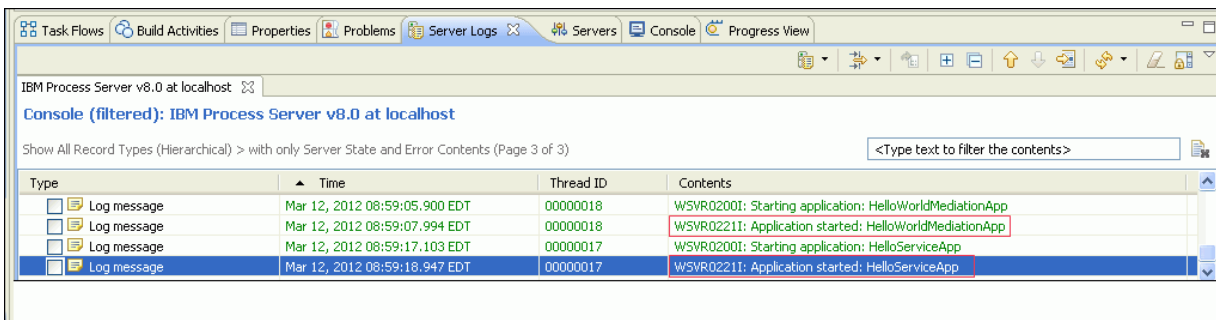 Task Flows Build Activities Properties Problems Server Logs Servers Console Progress View
IBM Process Server v8.0 at localhost
Console (filtered): IBM Process Server v8.0 at localhost
Show All Record Types (Hierarchical) > with only Server State and Error Contents (Page 3 of 3) <Type text to filter the contents>
Type Time Thread ID Contents
Log message Mar 12, 2012 08:59:05.900 EDT 00000018 WSVR0200I: Starting application: HelloWorldMediationApp
Log message Mar 12, 2012 08:59:07.994 EDT 00000018 WSVR0221I: Application started: HelloWorldMediationApp
Log message Mar 12, 2012 08:59:17.103 EDT 00000017 WSVR0200I: Starting application: HelloServiceApp
Log message Mar 12, 2012 08:59:18.947 EDT 00000017 WSVR0221I: Application started: HelloServiceApp